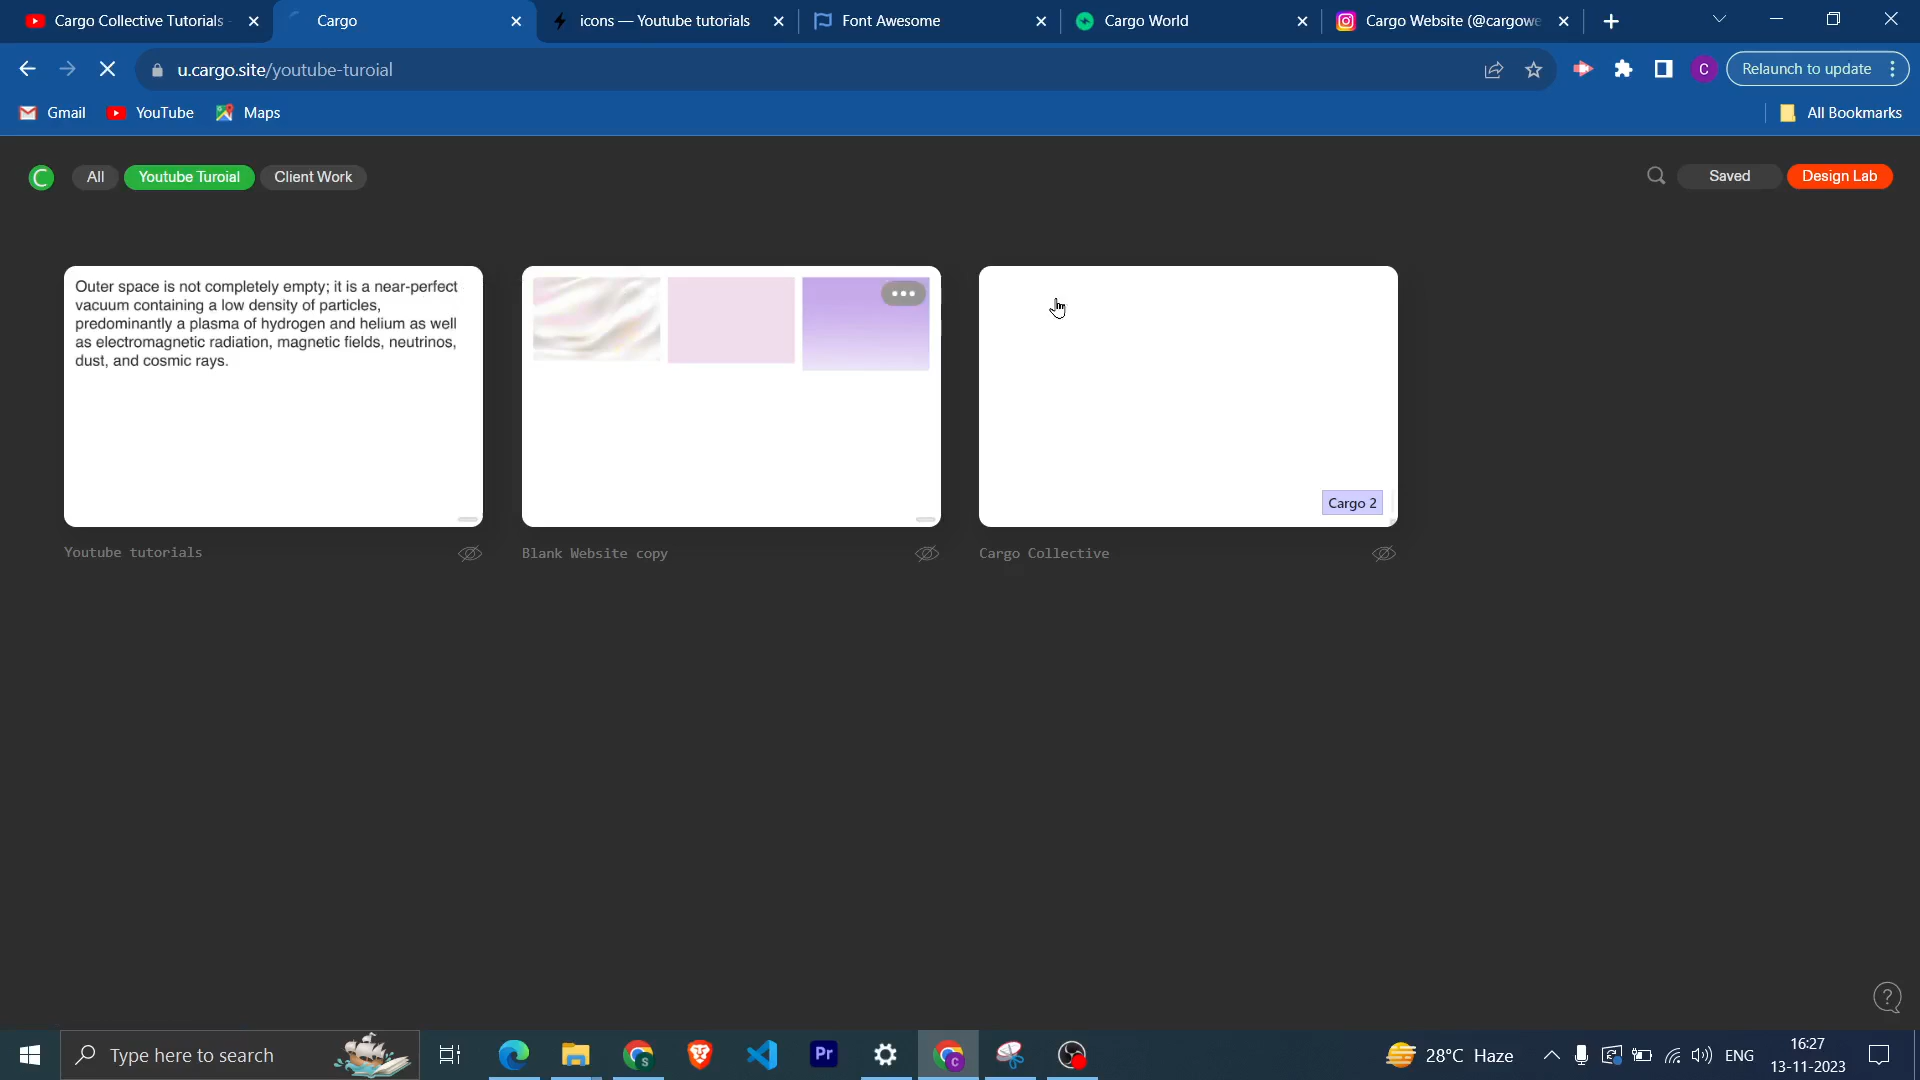 Cargo Collective Tutorials -
Cargo
icons — Youtube tutorials
Font Awesome
Cargo World
Cargo Website (@cargowe
u.cargo.site/youtube-turoial
C
Relaunch to update
Gmail
YouTube
Maps
All Bookmarks
C
All
Youtube Turoial
Client Work
Saved
Design Lab
Outer space is not completely empty; it is a near-perfect
vacuum containing a low density of particles,
predominantly a plasma of hydrogen and helium as well
as electromagnetic radiation, magnetic fields, neutrinos,
dust, and cosmic rays.
Cargo 2
Youtube tutorials
Blank Website copy
Cargo Collective
?
Type here to search
S
Pr
C
28°C Haze
ENG
16:27
13-11-2023